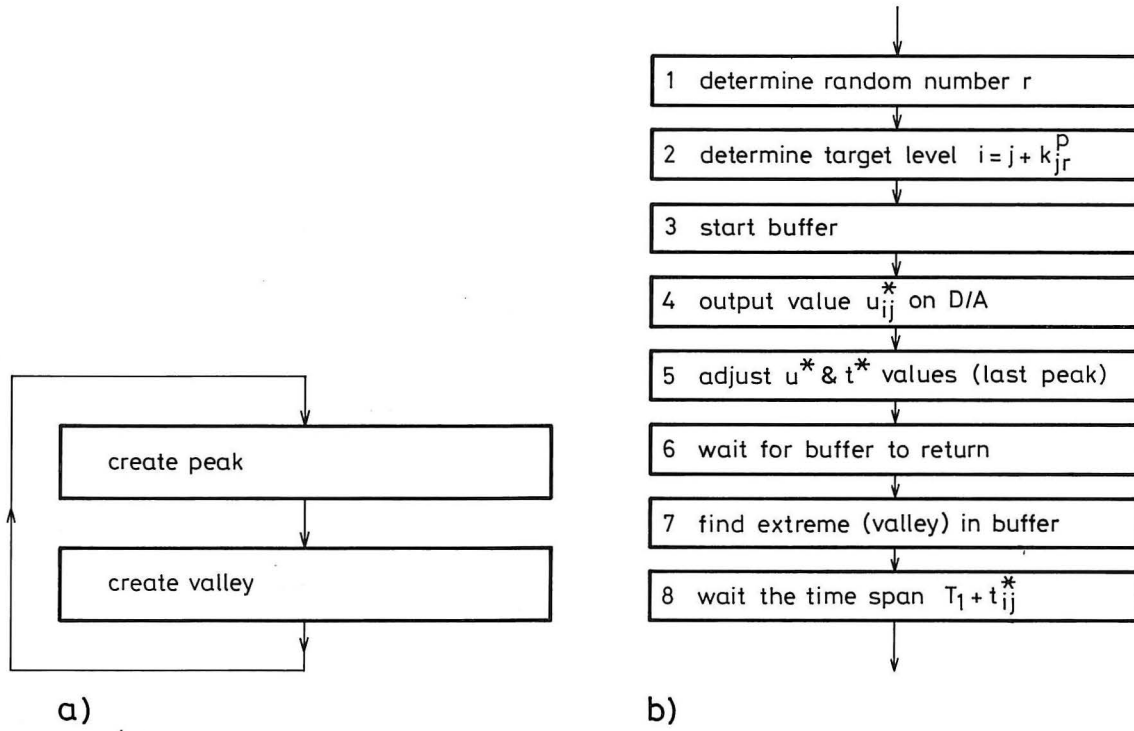 create peak
create valley
a)
1 determine random number r
2 determine target level i = j + k^p_jr
3 start buffer
4 output value u*_ij on D/A
5 adjust u* & t* values (last peak)
6 wait for buffer to return
7 find extreme (valley) in buffer
8 wait the time span T_1 + t*_ij
b)